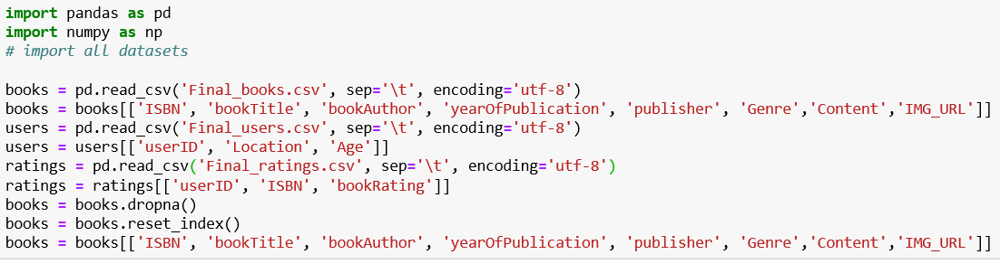 import pandas as pd
import numpy as np
# import all datasets
books = pd.read_csv('Final_books.csv', sep='\t', encoding='utf-8')
books = books[['ISBN', 'bookTitle', 'bookAuthor', 'yearOfPublication', 'publisher', 'Genre','Content','IMG_URL']]
users = pd.read_csv('Final_users.csv', sep='\t', encoding='utf-8')
users = users[['userID', 'Location', 'Age']]
ratings = pd.read_csv('Final_ratings.csv', sep='\t', encoding='utf-8')
ratings = ratings[['userID', 'ISBN', 'bookRating']]
books = books.dropna()
books = books.reset_index()
books = books[['ISBN', 'bookTitle', 'bookAuthor', 'yearOfPublication', 'publisher', 'Genre','Content','IMG_URL']]